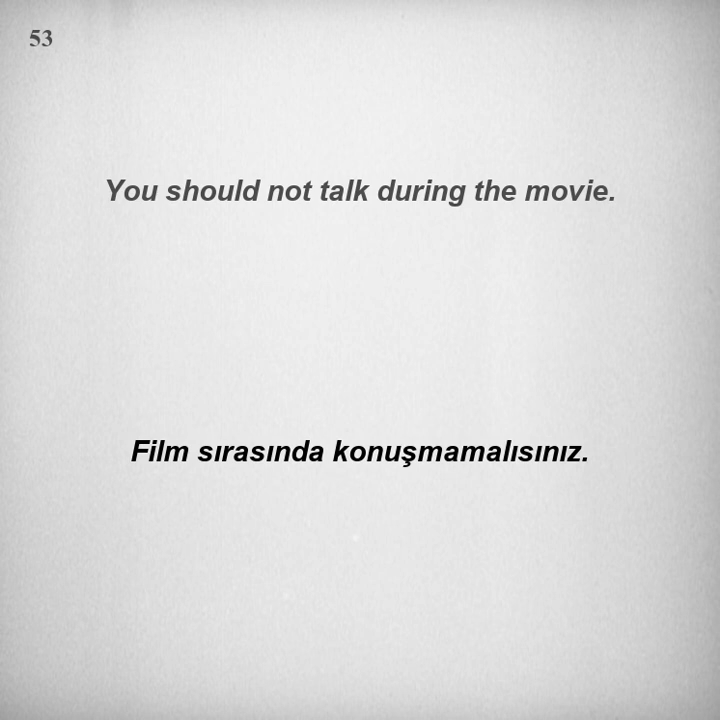 53
You should not talk during the movie.
Film sırasında konuşmamalısınız.